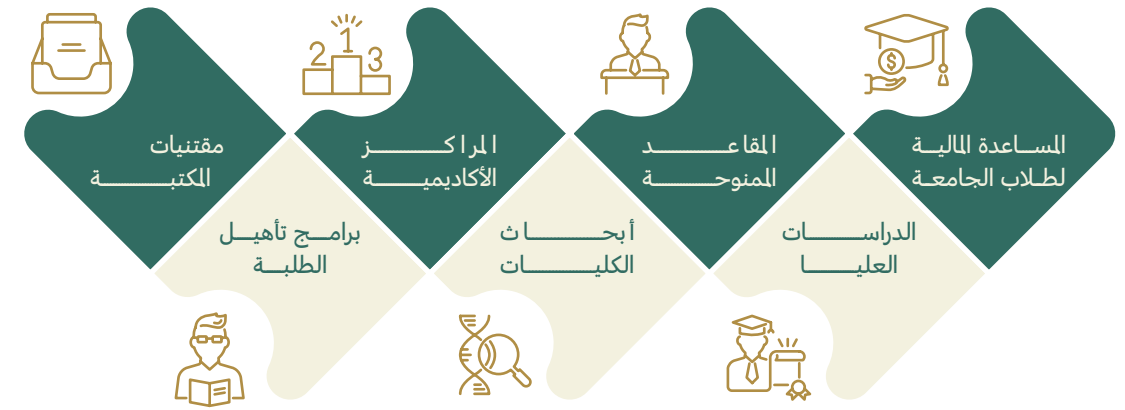 المساعدة المالية
لطلاب الجامعة
الدراسات
العليا
المقاعد
الممنوحة
أبحاث
الكليات
المراكز
الأكاديمية
برامج تأهيل
الطلبة
مقتنيات
المكتبة
1
2
3
$